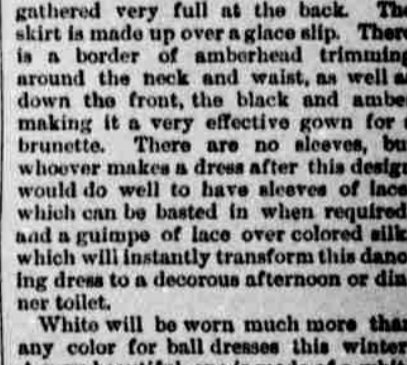 gathered very full at the back. The
skirt is made up over a glace slip. There
is a border of amberhead trimming
around the neck and waist, as well a
down the front, the black and ambe
making it a very effective gown for
brunette. There are no sleeves, bu
whoever makes a dress after this desig
would do well to have sleeves of lace
which can be basted in when required
and a guimpe of lace over colored silk
which will instantly transform this danc
ing dress to a decorous afternoon or din
ner toilet.
White will be worn much more than
any color for ball dresses this winter